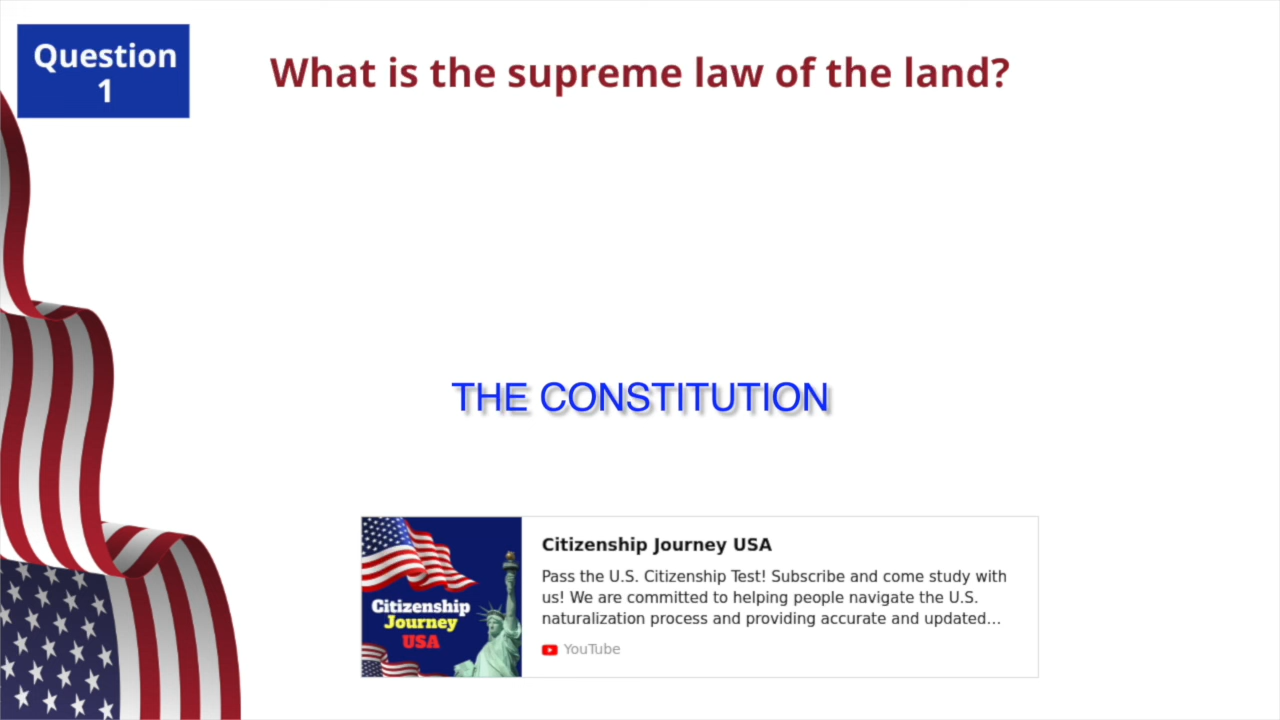 Question
1
What is the supreme law of the land?
THE CONSTITUTION
Citizenship
Journey
USA
Citizenship Journey USA
Pass the U.S. Citizenship Test! Subscribe and come study with
us! We are committed to helping people navigate the U.S.
naturalization process and providing accurate and updated...
YouTube